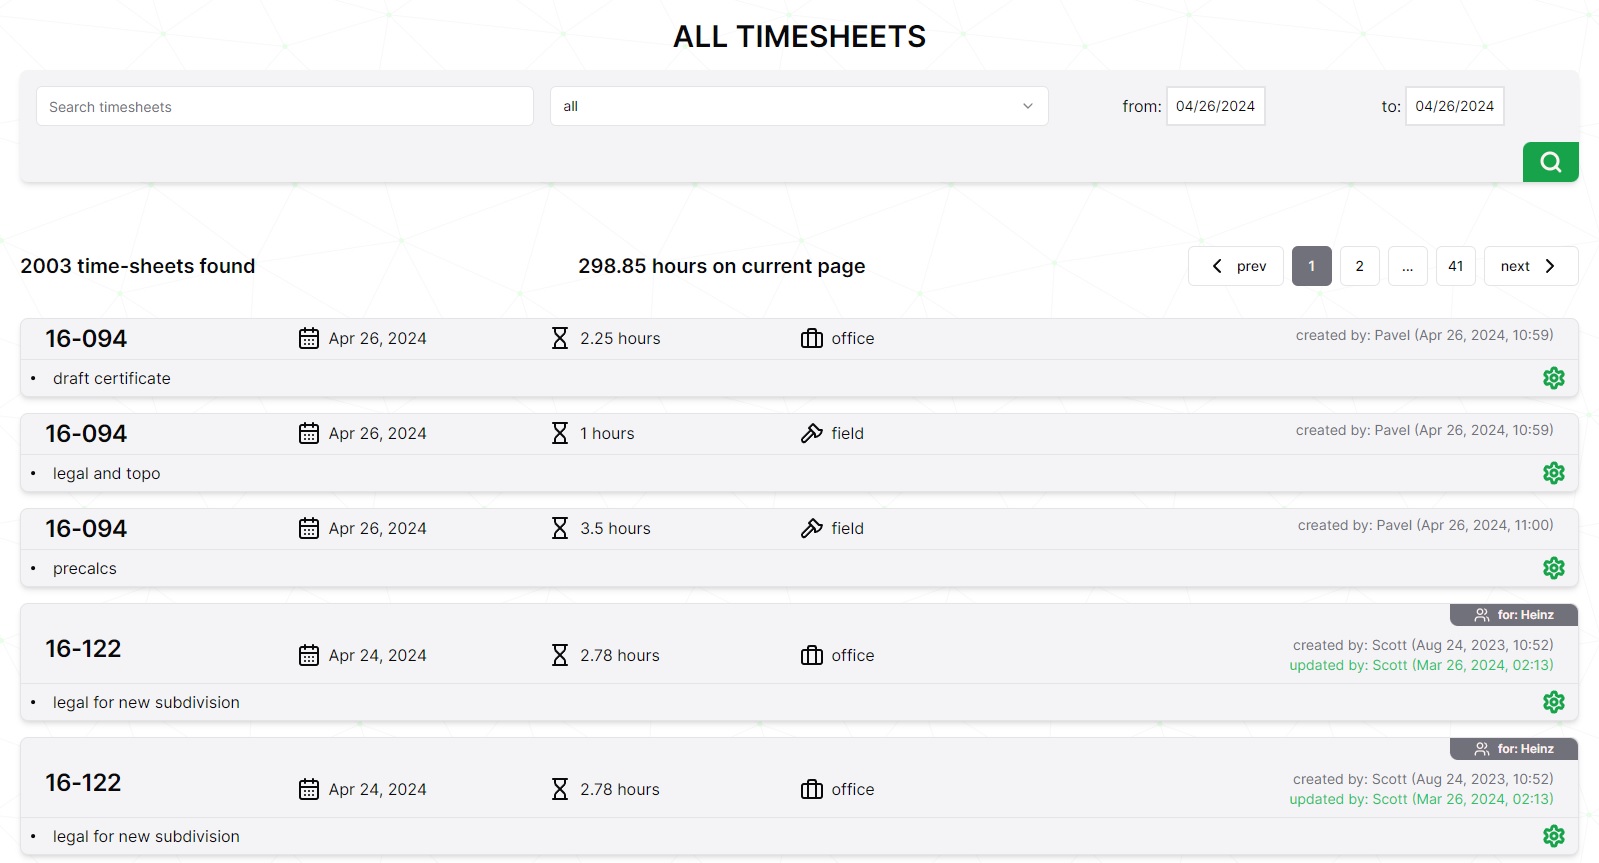 ALL TIMESHEETS
Search timesheets
all
from: 04/26/2024
to: 04/26/2024
2003 time-sheets found
298.85 hours on current page
prev 1 2 ... 41 next
16-094 Apr 26, 2024 2.25 hours office created by: Pavel (Apr 26, 2024, 10:59)
• draft certificate
16-094 Apr 26, 2024 1 hours field created by: Pavel (Apr 26, 2024, 10:59)
• legal and topo
16-094 Apr 26, 2024 3.5 hours field created by: Pavel (Apr 26, 2024, 11:00)
• precalcs
for: Heinz
16-122 Apr 24, 2024 2.78 hours office created by: Scott (Aug 24, 2023, 10:52)
updated by: Scott (Mar 26, 2024, 02:13)
• legal for new subdivision
for: Heinz
16-122 Apr 24, 2024 2.78 hours office created by: Scott (Aug 24, 2023, 10:52)
updated by: Scott (Mar 26, 2024, 02:13)
• legal for new subdivision